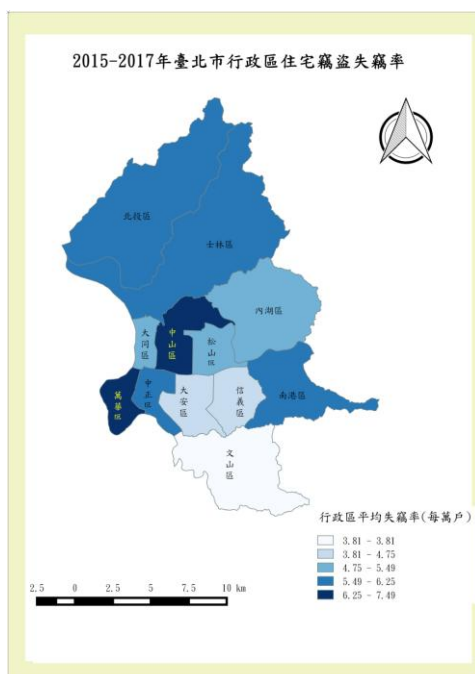 2015-2017年臺北市行政區住宅竊盜失竊率
北投區
士林區
內湖區
大同區
中山區
松山區
萬華區
中正區
大安區
信義區
南港區
文山區
行政區平均失竊率(每萬戶)
3.81 - 3.81
3.81 - 4.75
4.75 - 5.49
5.49 - 6.25
6.25 - 7.49
2.5 0 2.5 5 7.5 10 km